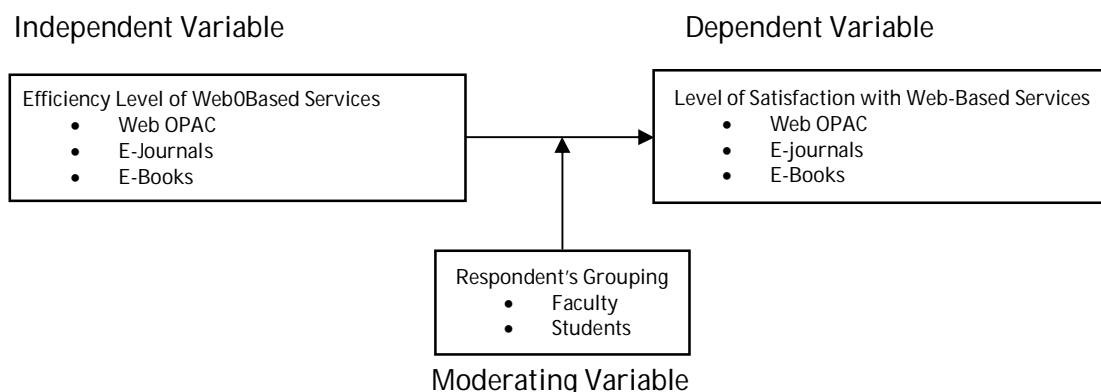 Independent Variable
Dependent Variable
Efficiency Level of Web0Based Services
• Web OPAC
• E-Journals
• E-Books
Level of Satisfaction with Web-Based Services
• Web OPAC
• E-journals
• E-Books
Respondent’s Grouping
• Faculty
• Students
Moderating Variable